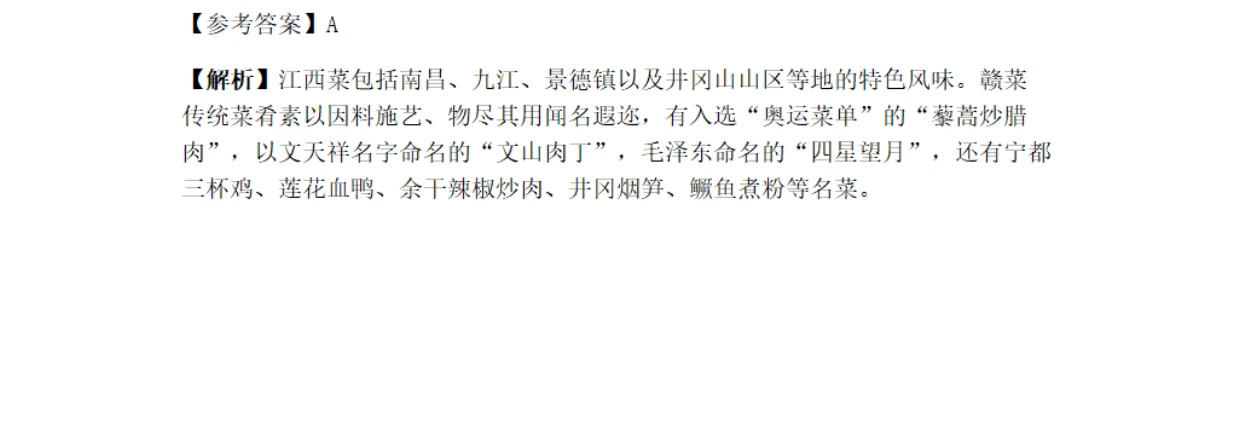 【参考答案】A
【解析】江西菜包括南昌、九江、景德镇以及井冈山山区等地的特色风味。赣菜
传统菜肴素以因料施艺、物尽其用闻名遐迩，有入选“奥运菜单”的“藜蒿炒腊
肉”，以文天祥名字命名的“文山肉丁”，毛泽东命名的“四星望月”，还有宁都
三杯鸡、莲花血鸭、余干辣椒炒肉、井冈烟笋、鳜鱼煮粉等名菜。